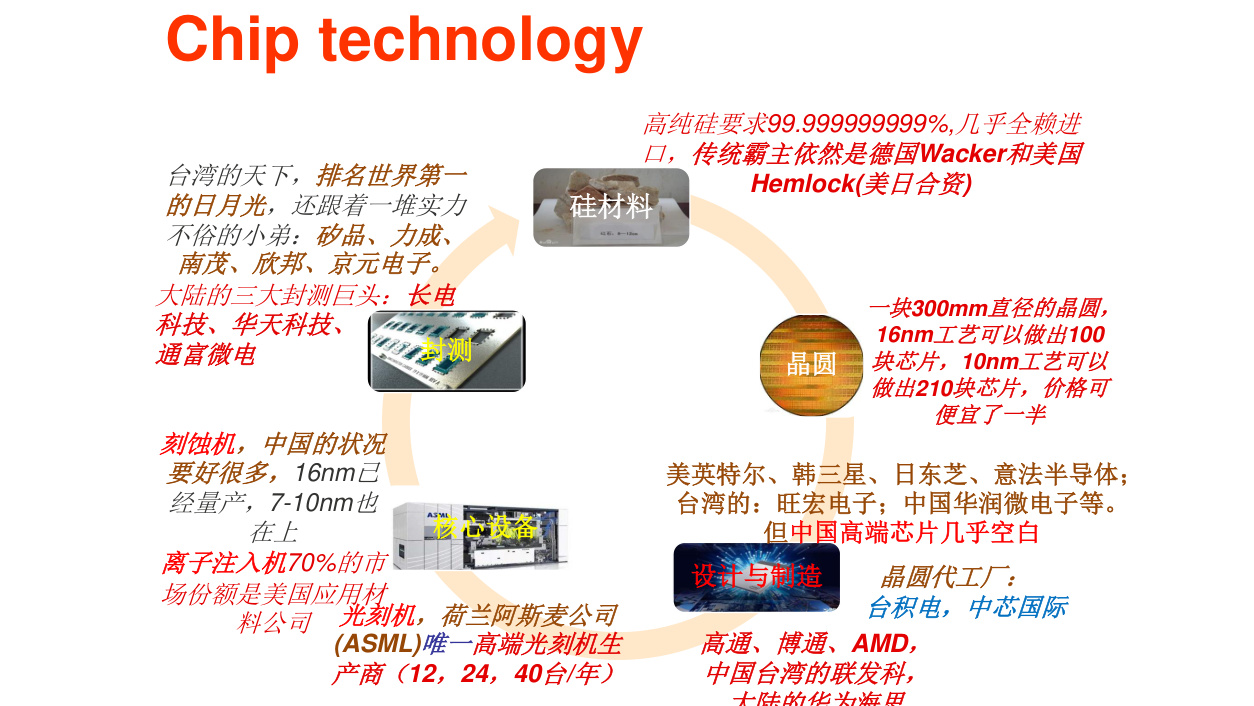 Chip technology
高纯硅要求99.999999999%,几乎全赖进
口，传统霸主依然是德国Wacker和美国
Hemlock(美日合资)
硅材料
一块300mm直径的晶圆，
16nm工艺可以做出100
块芯片，10nm工艺可以
做出210块芯片，价格可
便宜了一半
晶圆
美英特尔、韩三星、日东芝、意法半导体；
台湾的：旺宏电子；中国华润微电子等。
但中国高端芯片几乎空白
设计与制造
晶圆代工厂：
台积电，中芯国际
高通、博通、AMD，
中国台湾的联发科，
大陆的华为海思
台湾的天下，排名世界第一
的日月光，还跟着一堆实力
不俗的小弟：矽品、力成、
南茂、欣邦、京元电子。
大陆的三大封测巨头：长电
科技、华天科技、
通富微电
封测
刻蚀机，中国的状况
要好很多，16nm已
经量产，7-10nm也
在上
离子注入机70%的市
场份额是美国应用材
料公司
ASML
核心设备
光刻机，荷兰阿斯麦公司
(ASML)唯一高端光刻机生
产商（12，24，40台/年）